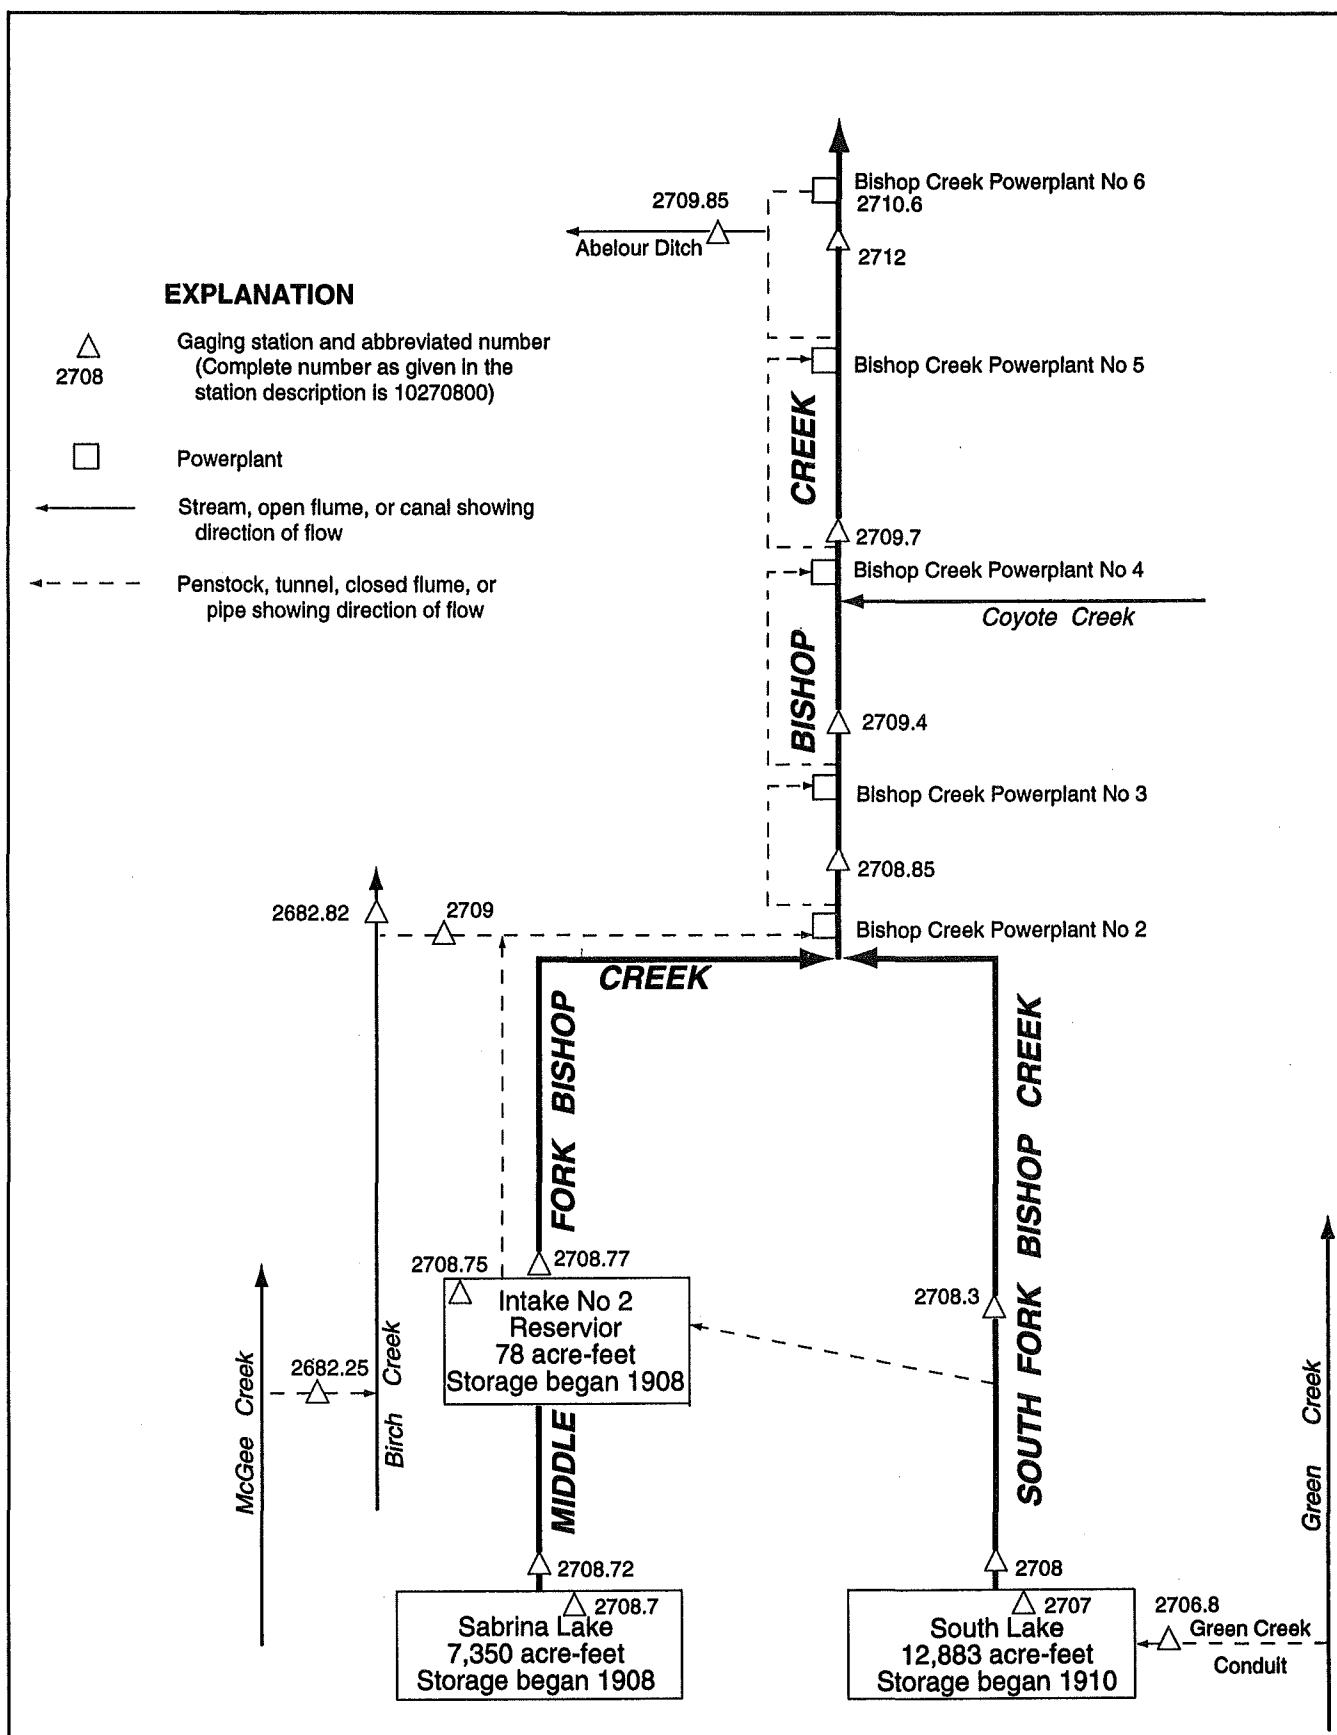 Bishop Creek Powerplant No 6
2710.6
2709.85
Abelour Ditch
2712
EXPLANATION
Gaging station and abbreviated number
(Complete number as given in the
station description is 10270800)
2708
Powerplant
Stream, open flume, or canal showing
direction of flow
Penstock, tunnel, closed flume, or
pipe showing direction of flow
Bishop Creek Powerplant No 5
BISHOP CREEK
2709.7
Bishop Creek Powerplant No 4
Coyote Creek
2709.4
Bishop Creek Powerplant No 3
2708.85
2682.82
2709
Bishop Creek Powerplant No 2
MIDDLE FORK BISHOP
CREEK
SOUTH FORK BISHOP CREEK
2708.75
2708.77
Intake No 2
Reservior
78 acre-feet
Storage began 1908
2708.3
2682.25
McGee Creek
Birch Creek
Green Creek
2708.72
2708.7
Sabrina Lake
7,350 acre-feet
Storage began 1908
2708
2707
South Lake
12,883 acre-feet
Storage began 1910
2706.8
Green Creek
Conduit